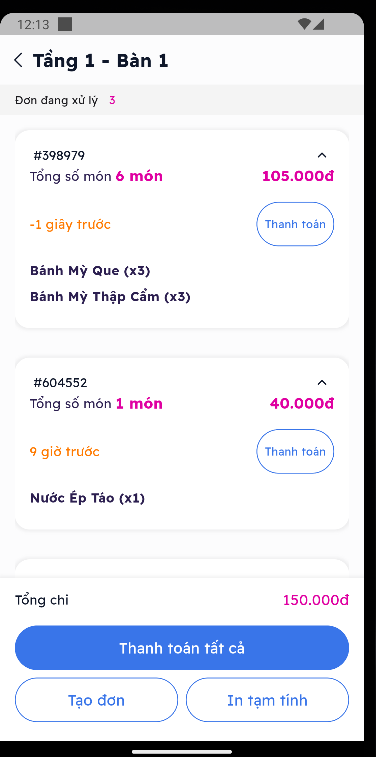 12:13
Tầng 1 - Bàn 1
Đơn đang xử lý 3
#398979
Tổng số món 6 món 105.000đ
-1 giây trước Thanh toán
Bánh Mỳ Que (x3)
Bánh Mỳ Thập Cẩm (x3)
#604552
Tổng số món 1 món 40.000đ
9 giờ trước Thanh toán
Nước Ép Táo (x1)
Tổng chi 150.000đ
Thanh toán tất cả
Tạo đơn In tạm tính